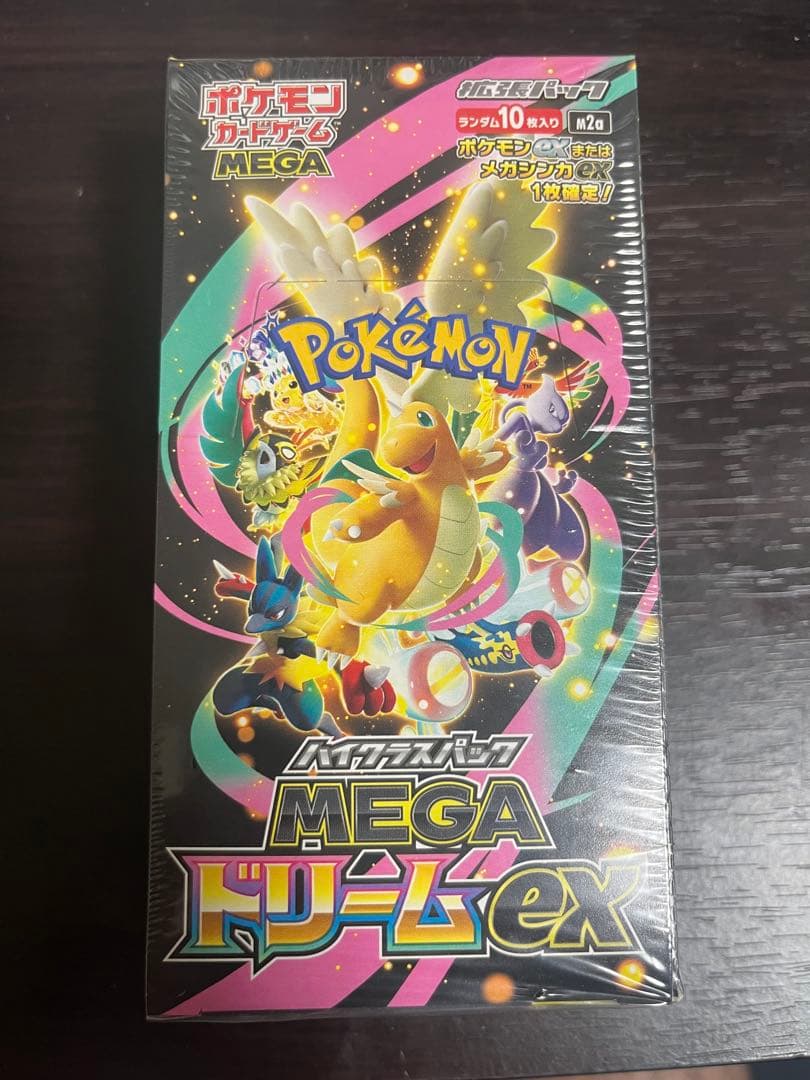 ポケモン
カードゲーム
MEGA
拡張パック
ランダム10枚入り
M2a
ポケモンexまたは
メガシンカex
1枚確定!
POKéMON
TM
ハイクラスパック
MEGA
ドリームex